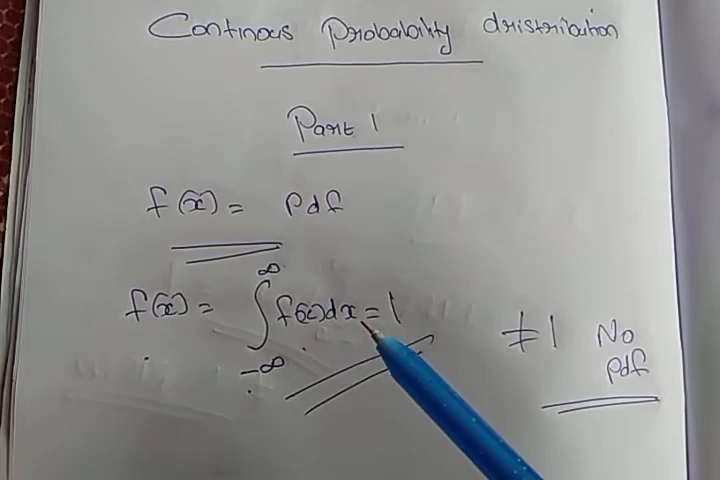 Continous Probability dristribution
Part 1
f(x) = pdf
f(x) = ∫_{-∞}^{∞} f(x)dx = 1
≠1 No
pdf